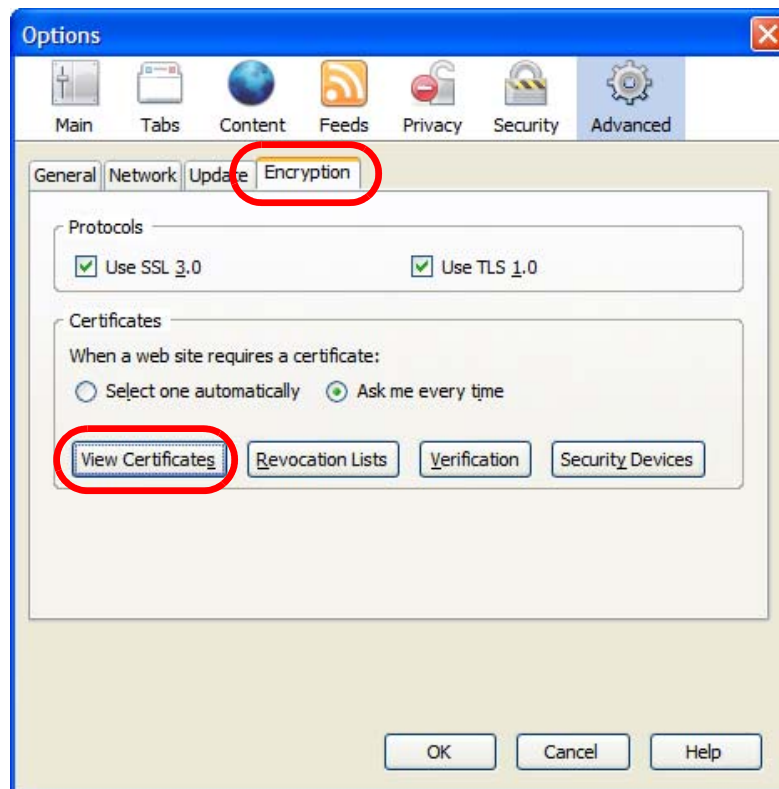 Options
Main Tabs Content Feeds Privacy Security Advanced
General Network Update Encryption
Protocols
Use SSL 3.0 Use TLS 1.0
Certificates
When a web site requires a certificate:
Select one automatically Ask me every time
View Certificates Revocation Lists Verification Security Devices
OK Cancel Help